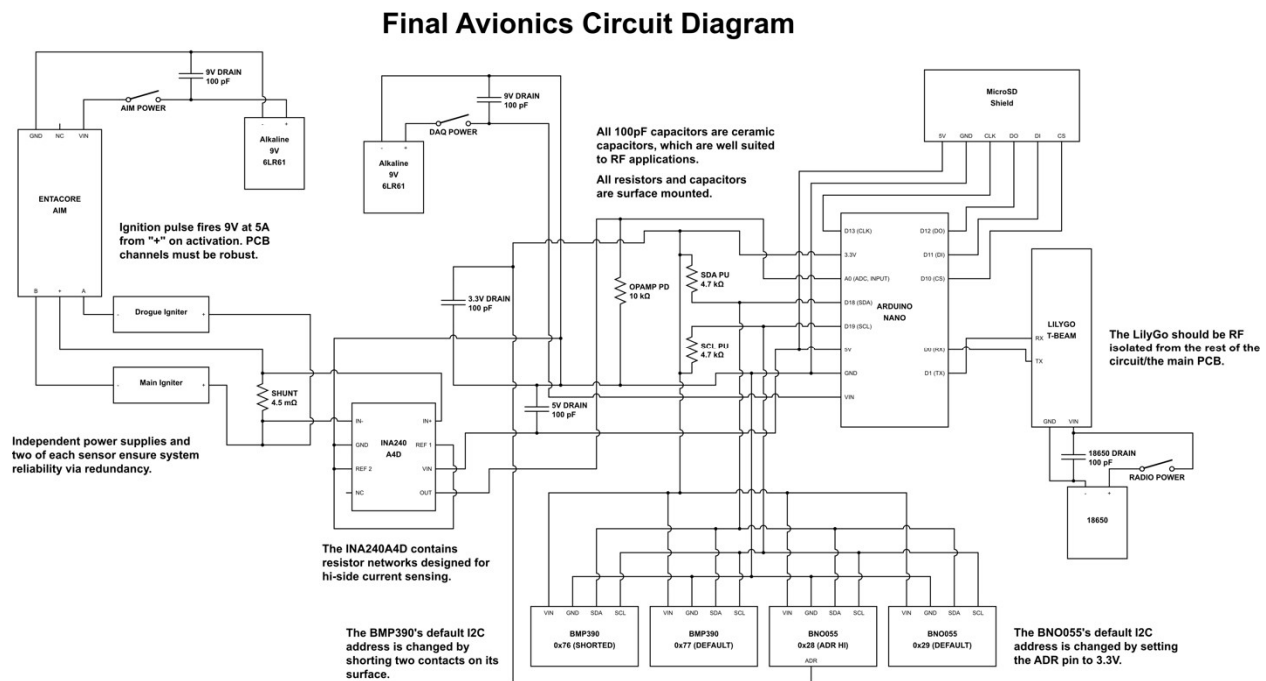 Final Avionics Circuit Diagram
9V DRAIN
100 pF
AIM POWER
GND
NC
VIN
-
+
Alkaline
9V
6LR61
ENTACORE
AIM
B
+
A
Ignition pulse fires 9V at 5A
from "+" on activation. PCB
channels must be robust.
-
Drogue Igniter
+
-
Main Igniter
+
SHUNT
4.5 mΩ
Independent power supplies and
two of each sensor ensure system
reliability via redundancy.
9V DRAIN
100 pF
DAQ POWER
-
+
Alkaline
9V
6LR61
All 100pF capacitors are ceramic
capacitors, which are well suited
to RF applications.
All resistors and capacitors
are surface mounted.
3.3V DRAIN
100 pF
OPAMP PD
10 kΩ
SDA PU
4.7 kΩ
SCL PU
4.7 kΩ
5V DRAIN
100 pF
IN-
GND
REF 2
NC
INA240
A4D
IN+
REF 1
VIN
OUT
The INA240A4D contains
resistor networks designed for
hi-side current sensing.
MicroSD
Shield
5V
GND
CLK
DO
DI
CS
D13 (CLK)
3.3V
A0 (ADC, INPUT)
D18 (SDA)
D19 (SCL)
5V
GND
VIN
ARDUINO
NANO
D12 (DO)
D11 (DI)
D10 (CS)
D0 (RX)
D1 (TX)
LILYGO
T-BEAM
RX
TX
GND
VIN
The LilyGo should be RF
isolated from the rest of the
circuit/the main PCB.
18650 DRAIN
100 pF
RADIO POWER
-
+
18650
VIN
GND
SDA
SCL
BMP390
0x76 (SHORTED)
VIN
GND
SDA
SCL
BMP390
0x77 (DEFAULT)
VIN
GND
SDA
SCL
BNO055
0x28 (ADR HI)
ADR
VIN
GND
SDA
SCL
BNO055
0x29 (DEFAULT)
The BMP390's default I2C
address is changed by
shorting two contacts on its
surface.
The BNO055's default I2C
address is changed by setting
the ADR pin to 3.3V.